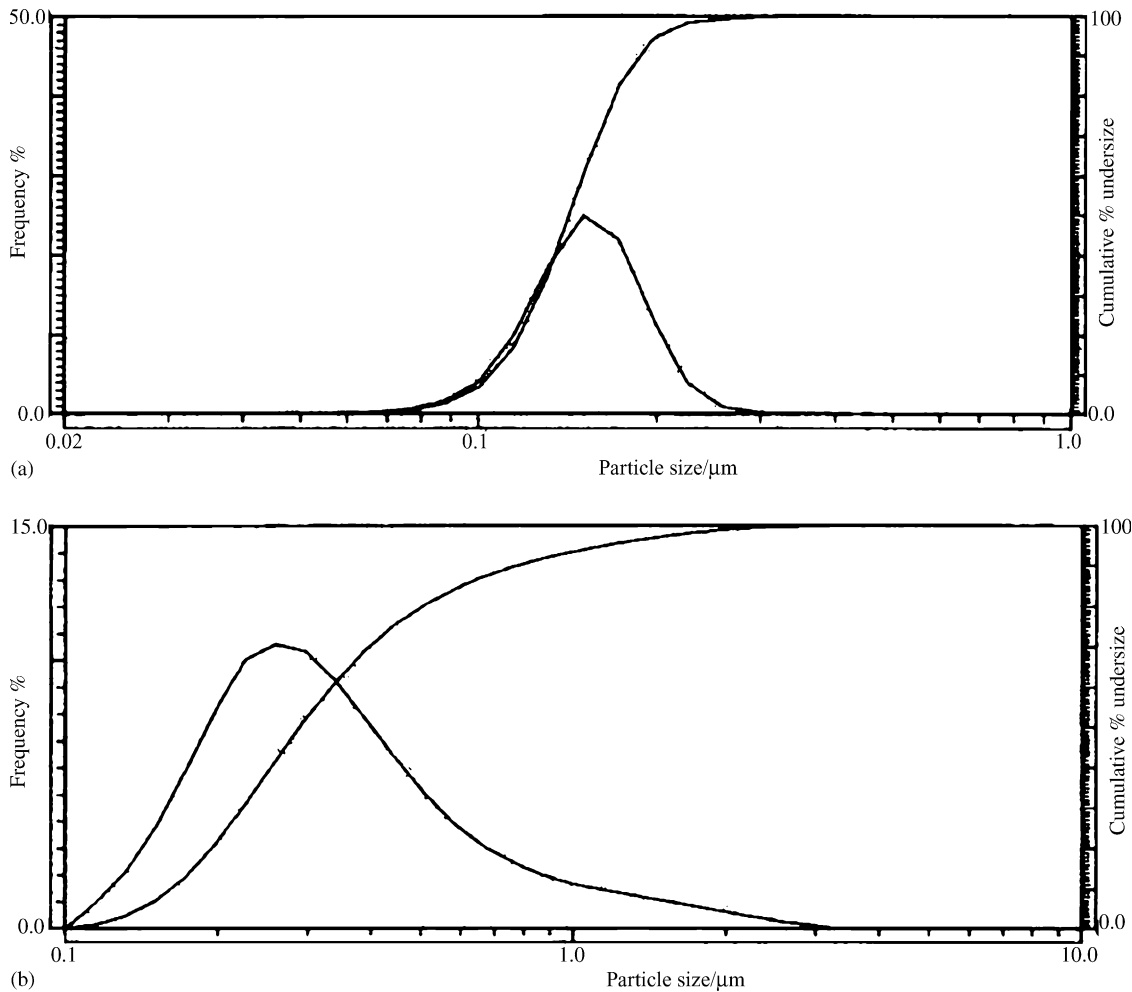 50.0
100
Frequency %
Cumulative % undersize
0.0
0.0
0.02
0.1
1.0
(a)
Particle size/μm
15.0
100
Frequency %
Cumulative % undersize
0.0
0.0
0.1
1.0
10.0
(b)
Particle size/μm